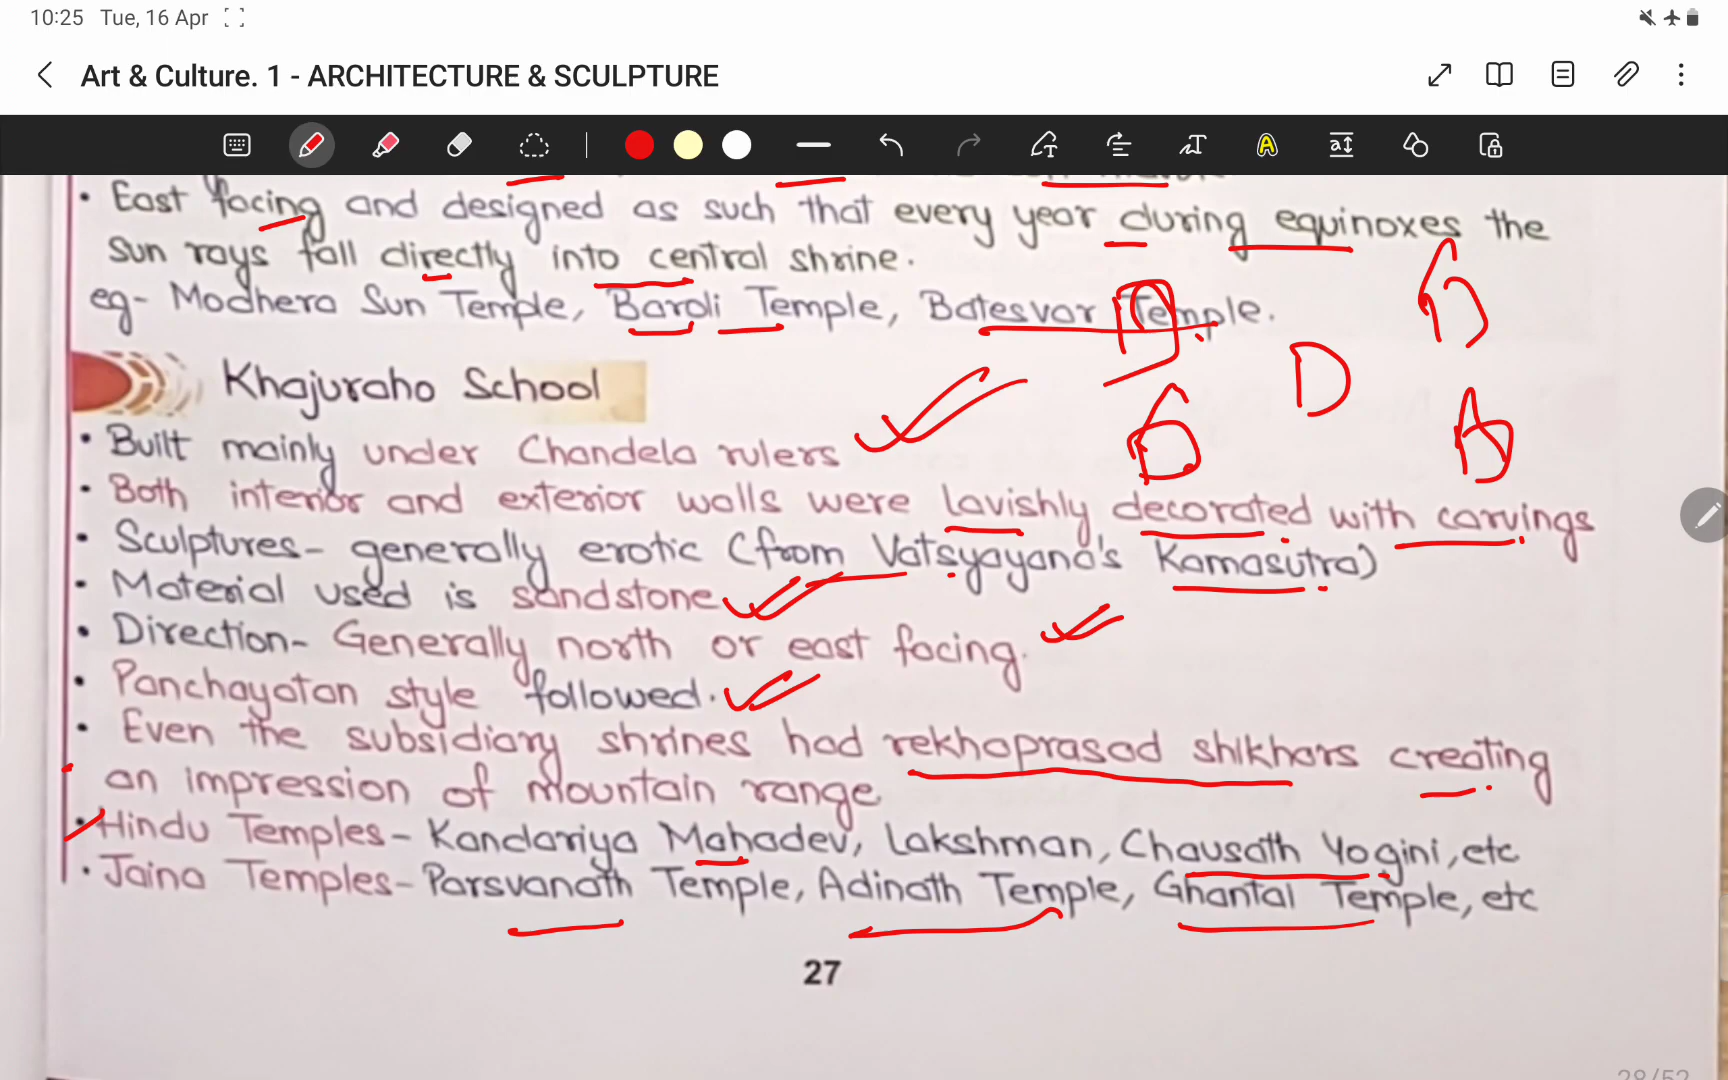 10:25 Tue, 16 Apr
Art & Culture. 1 - ARCHITECTURE & SCULPTURE
• East facing and designed as such that every year during equinoxes the
sun rays fall directly into central shrine.
eg- Modhera Sun Temple, Baroli Temple, Batesvar Temple.
Khajuraho School
• Built mainly under Chandela rulers
• Both interior and exterior walls were lavishly decorated with carvings
• Sculptures- generally erotic (from Vatsyayana's Kamasutra)
• Material used is sandstone
• Direction- Generally north or east facing.
• Panchayatan style followed.
• Even the subsidiary shrines had rekhaprasad shikhars creating
an impression of mountain range
• Hindu Temples- Kandariya Mahadev, Lakshman, Chausath Yogini, etc
• Jaina Temples- Parsvanath Temple, Adinath Temple, Ghantal Temple, etc
27
28/52